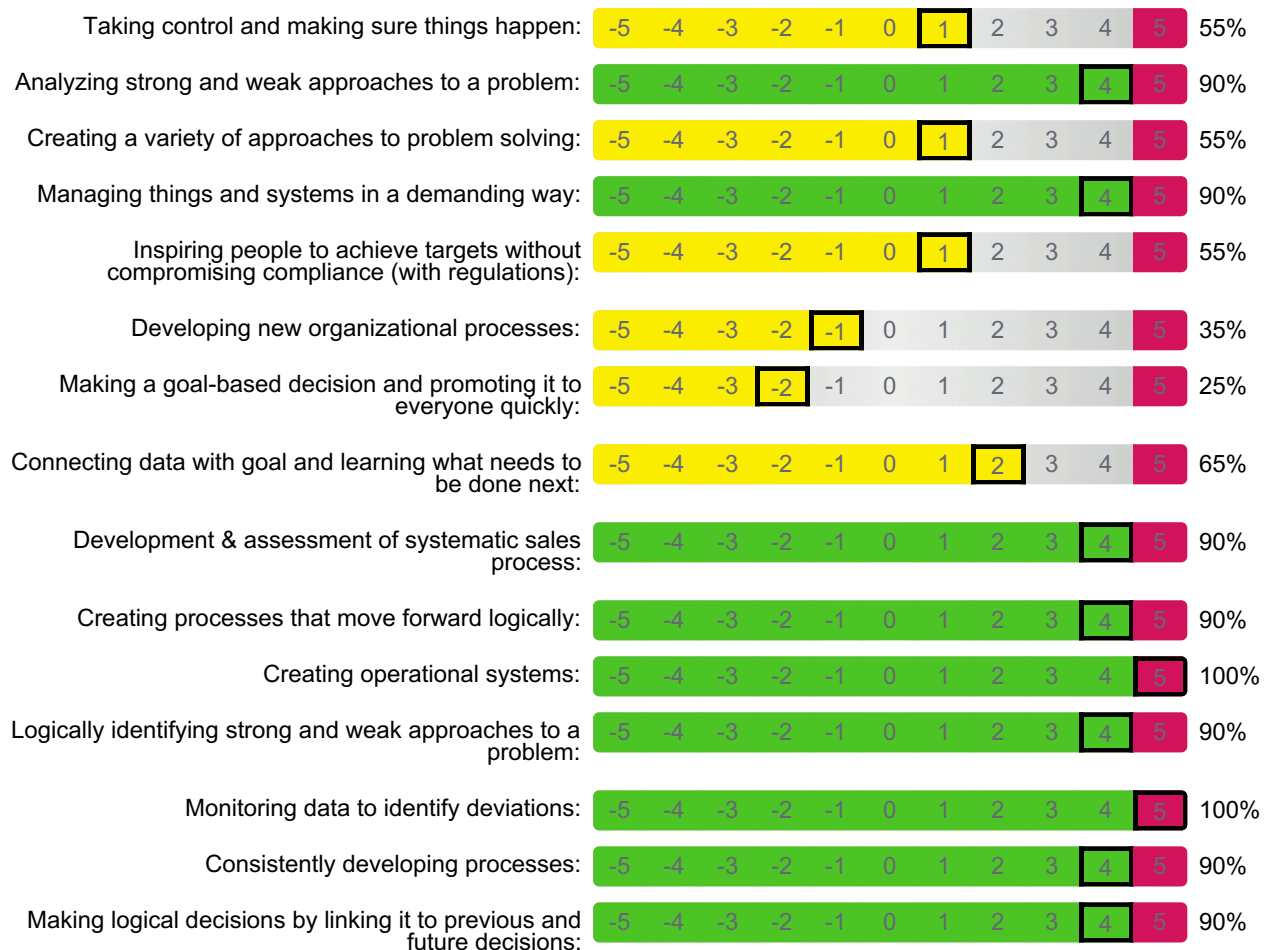 Taking control and making sure things happen: -5 -4 -3 -2 -1 0 1 2 3 4 5 55%
Analyzing strong and weak approaches to a problem: -5 -4 -3 -2 -1 0 1 2 3 4 5 90%
Creating a variety of approaches to problem solving: -5 -4 -3 -2 -1 0 1 2 3 4 5 55%
Managing things and systems in a demanding way: -5 -4 -3 -2 -1 0 1 2 3 4 5 90%
Inspiring people to achieve targets without
compromising compliance (with regulations): -5 -4 -3 -2 -1 0 1 2 3 4 5 55%
Developing new organizational processes: -5 -4 -3 -2 -1 0 1 2 3 4 5 35%
Making a goal-based decision and promoting it to
everyone quickly: -5 -4 -3 -2 -1 0 1 2 3 4 5 25%
Connecting data with goal and learning what needs to
be done next: -5 -4 -3 -2 -1 0 1 2 3 4 5 65%
Development & assessment of systematic sales
process: -5 -4 -3 -2 -1 0 1 2 3 4 5 90%
Creating processes that move forward logically: -5 -4 -3 -2 -1 0 1 2 3 4 5 90%
Creating operational systems: -5 -4 -3 -2 -1 0 1 2 3 4 5 100%
Logically identifying strong and weak approaches to a
problem: -5 -4 -3 -2 -1 0 1 2 3 4 5 90%
Monitoring data to identify deviations: -5 -4 -3 -2 -1 0 1 2 3 4 5 100%
Consistently developing processes: -5 -4 -3 -2 -1 0 1 2 3 4 5 90%
Making logical decisions by linking it to previous and
future decisions: -5 -4 -3 -2 -1 0 1 2 3 4 5 90%